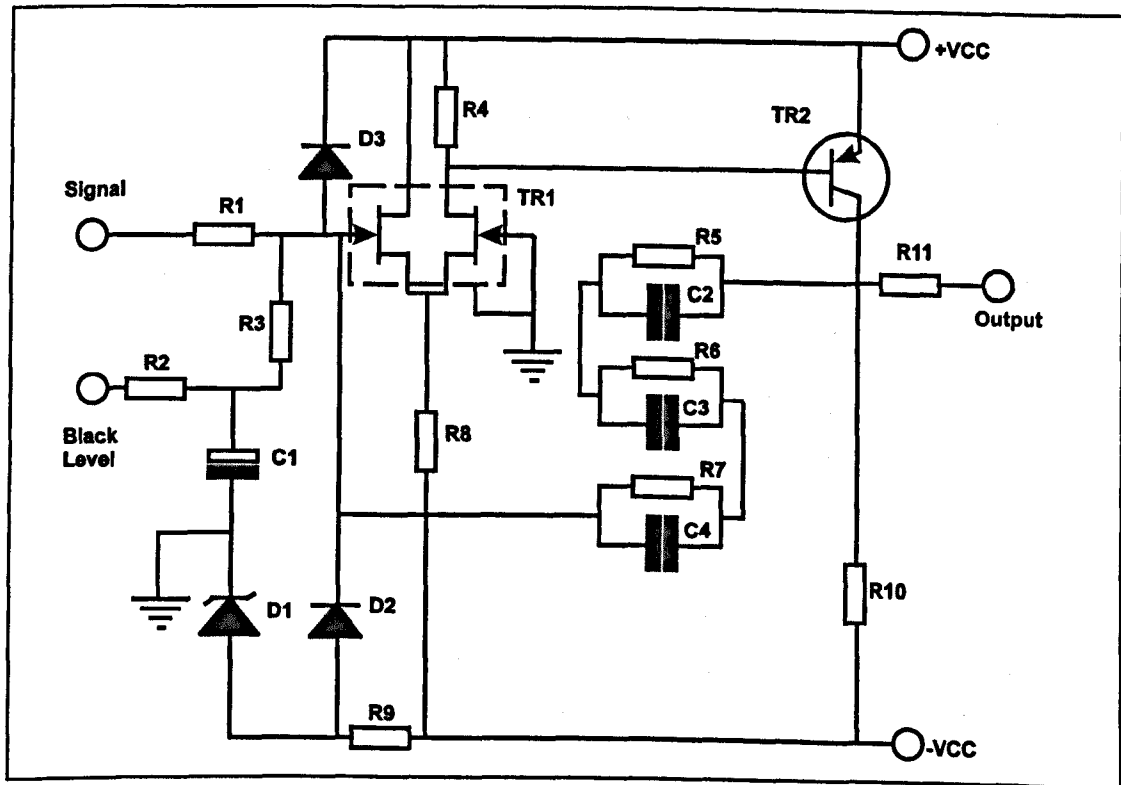 +VCC
R4
TR2
D3
Signal
TR1
R1
R5
R11
C2
Output
R3
R6
R2
C3
Black
Level
C1
R8
R7
C4
D1
D2
R10
R9
-VCC